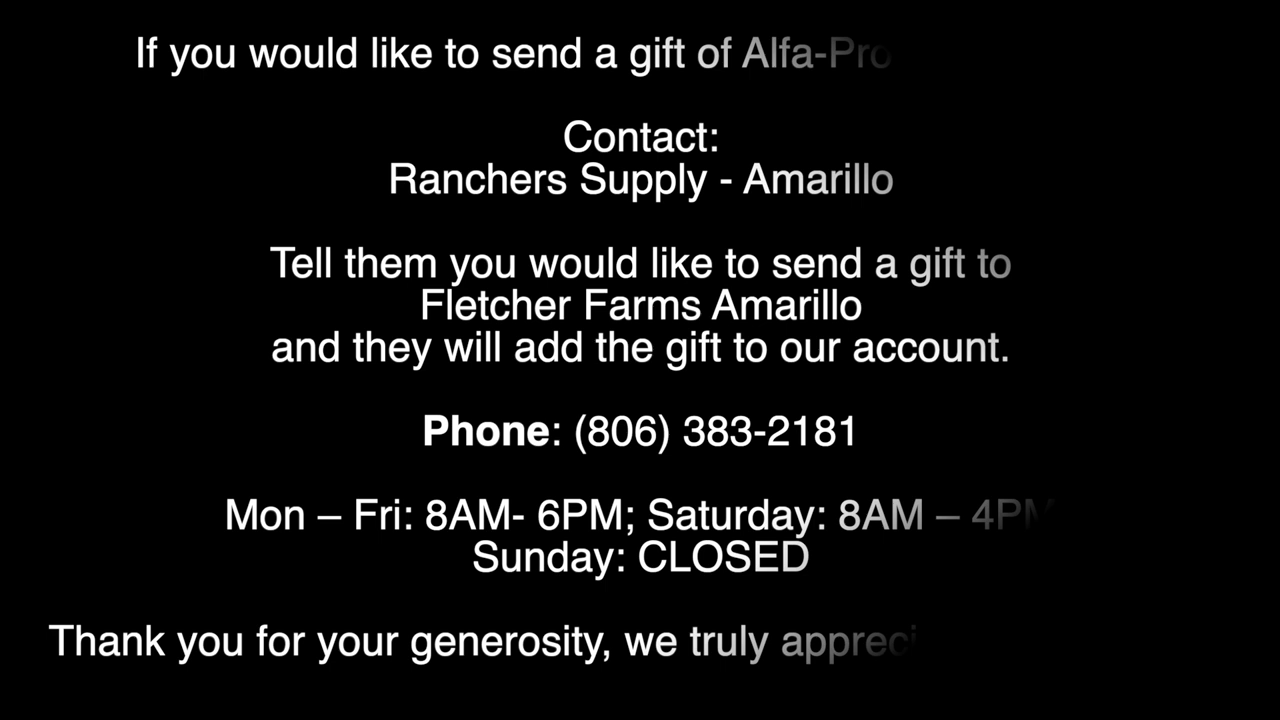 If you would like to send a gift of Alfa-Pro
Contact:
Ranchers Supply - Amarillo
Tell them you would like to send a gift to
Fletcher Farms Amarillo
and they will add the gift to our account.
Phone: (806) 383-2181
Mon – Fri: 8AM- 6PM; Saturday: 8AM – 4PM
Sunday: CLOSED
Thank you for your generosity, we truly